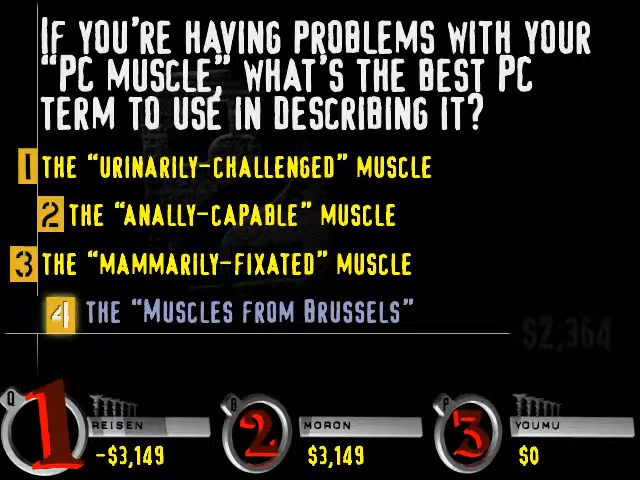 IF YOU'RE HAVING PROBLEMS WITH YOUR
"PC MUSCLE," WHAT'S THE BEST PC
TERM TO USE IN DESCRIBING IT?
1 THE "URINARILY-CHALLENGED" MUSCLE
2 THE "ANALLY-CAPABLE" MUSCLE
3 THE "MAMMARILY-FIXATED" MUSCLE
4 THE "MUSCLES FROM BRUSSELS"
$2,364
Q 1 REISEN -$3,149
B 2 MORON $3,149
P 3 YOUMU $0